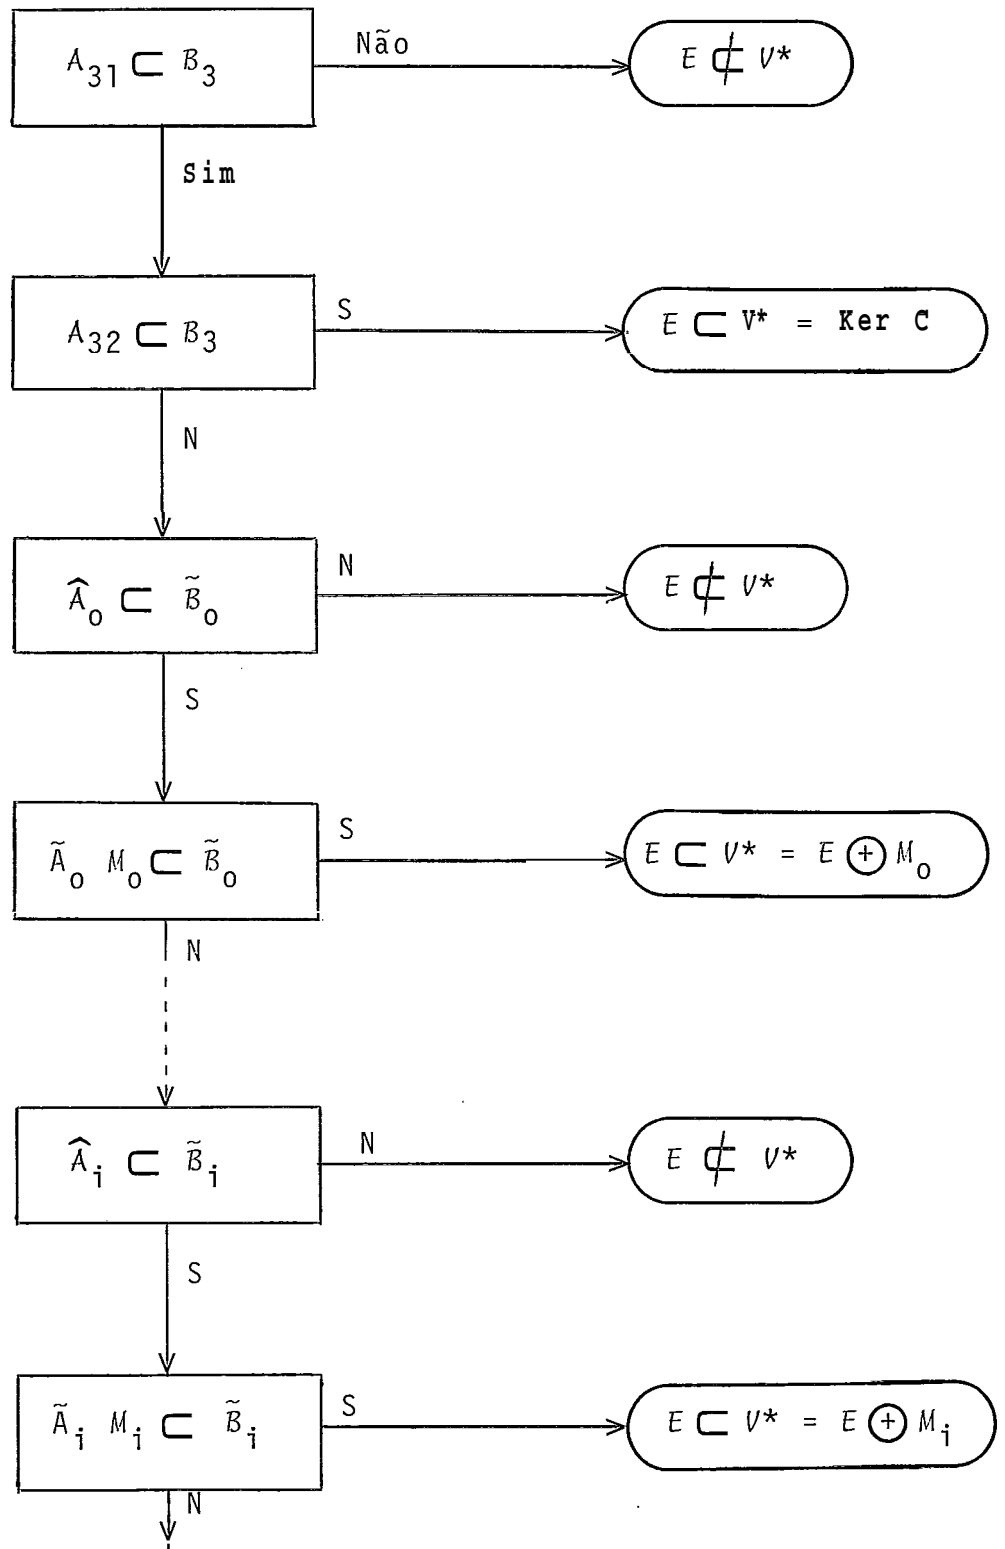 A₃₁ ⊂ B₃
Não
E ⊄ V*
Sim
A₃₂ ⊂ B₃
S
E ⊂ V* = Ker C
N
Â₀ ⊂ B̃₀
N
E ⊄ V*
S
Ã₀ M₀ ⊂ B̃₀
S
E ⊂ V* = E ⊕ M₀
N
Âᵢ ⊂ B̃ᵢ
N
E ⊄ V*
S
Ãᵢ Mᵢ ⊂ B̃ᵢ
S
E ⊂ V* = E ⊕ Mᵢ
N